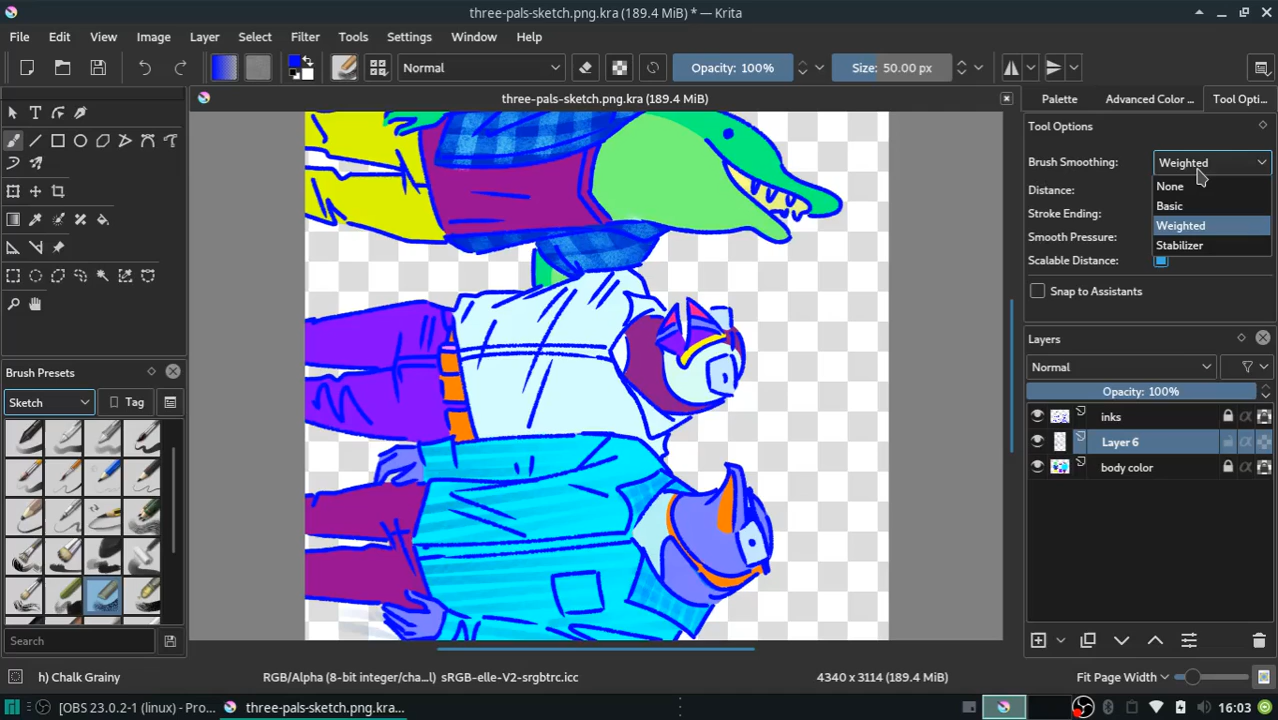 three-pals-sketch.png.kra (189.4 MiB) * — Krita
File Edit View Image Layer Select Filter Tools Settings Window Help
Normal Opacity: 100% Size: 50.00 px
three-pals-sketch.png.kra (189.4 MiB)
Palette Advanced Color ... Tool Opti...
Tool Options
Brush Smoothing: Weighted
None
Distance:
Basic
Stroke Ending:
Weighted
Smooth Pressure:
Stabilizer
Scalable Distance:
Snap to Assistants
Layers
Normal
Opacity: 100%
inks
Layer 6
body color
Brush Presets
Sketch Tag
Search
h) Chalk Grainy RGB/Alpha (8-bit integer/cha...l) sRGB-elle-V2-srgbtrc.icc 4340 x 3114 (189.4 MiB) Fit Page Width
[OBS 23.0.2-1 (linux) - Pro... three-pals-sketch.png.kra... 16:03